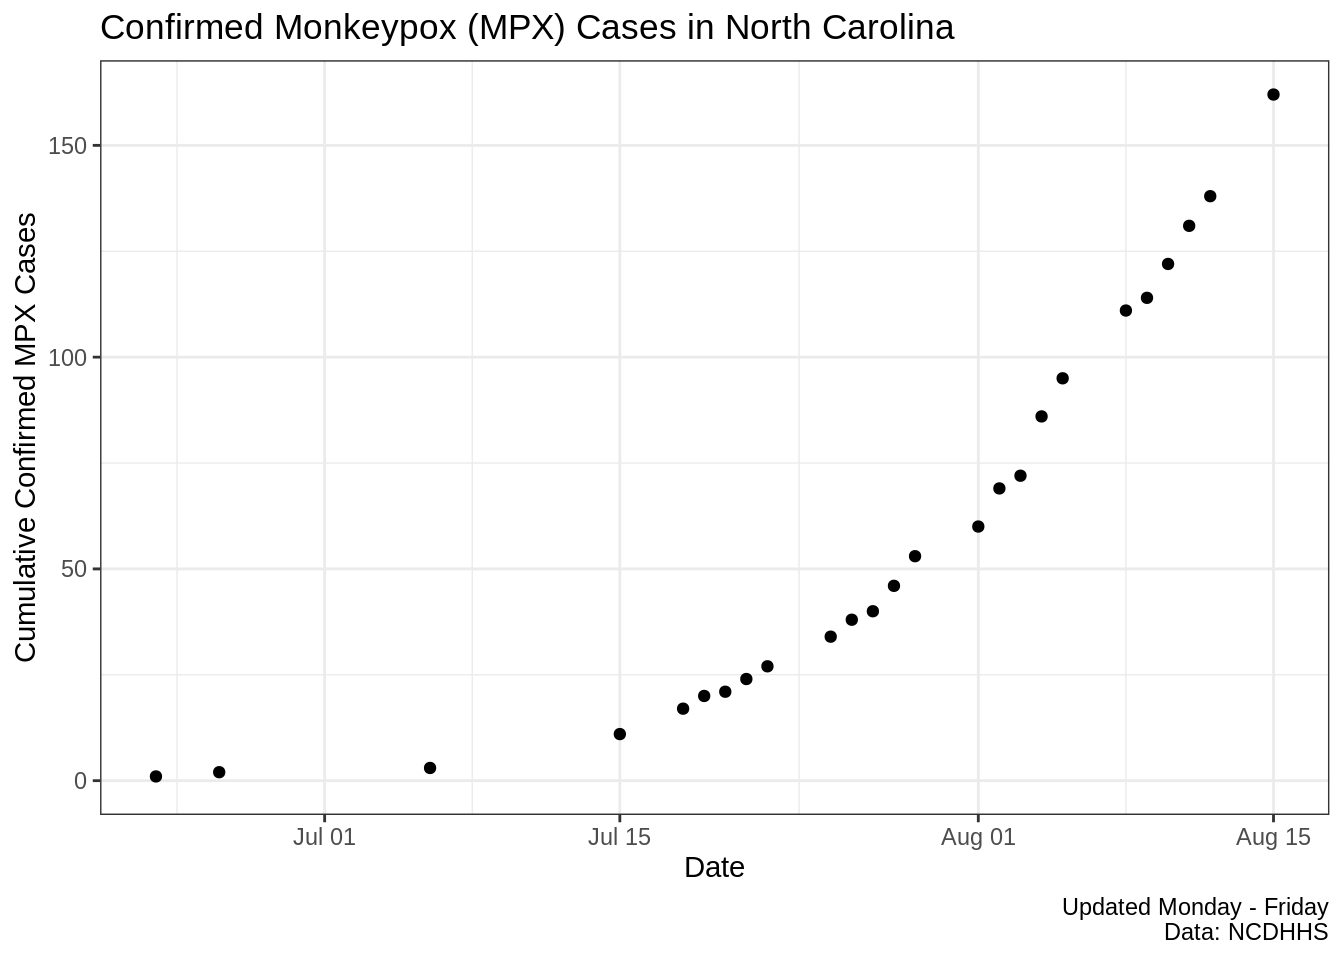 Confirmed Monkeypox (MPX) Cases in North Carolina
Cumulative Confirmed MPX Cases
150
100
50
0
Jul 01
Jul 15
Aug 01
Aug 15
Date
Updated Monday - Friday
Data: NCDHHS